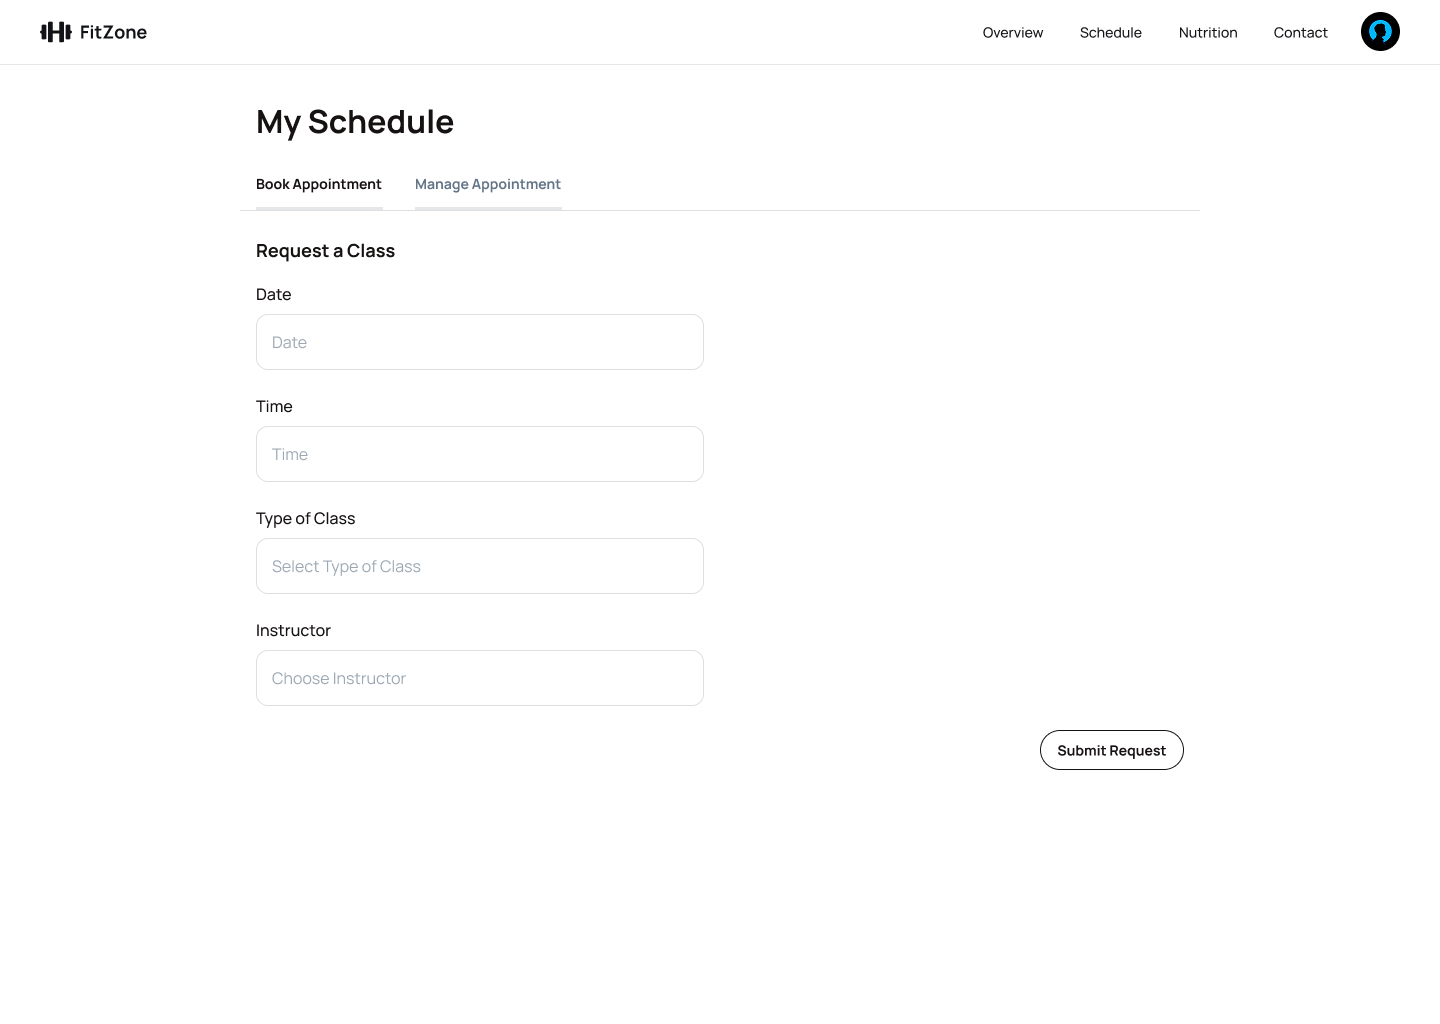 FitZone
Overview Schedule Nutrition Contact
My Schedule
Book Appointment Manage Appointment
Request a Class
Date
Date
Time
Time
Type of Class
Select Type of Class
Instructor
Choose Instructor
Submit Request